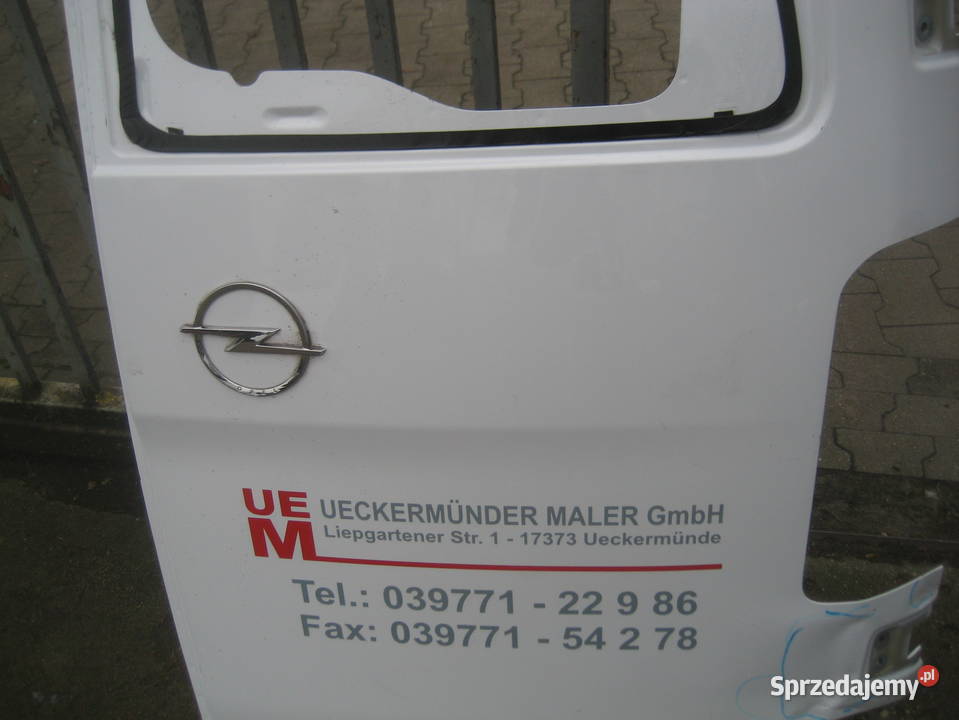 UE
M
UECKERMÜNDER MALER GmbH
Liepgartener Str. 1 - 17373 Ueckermünde
Tel.: 039771 - 22 9 86
Fax: 039771 - 54 2 78
OPEL
Sprzedajemy.pl